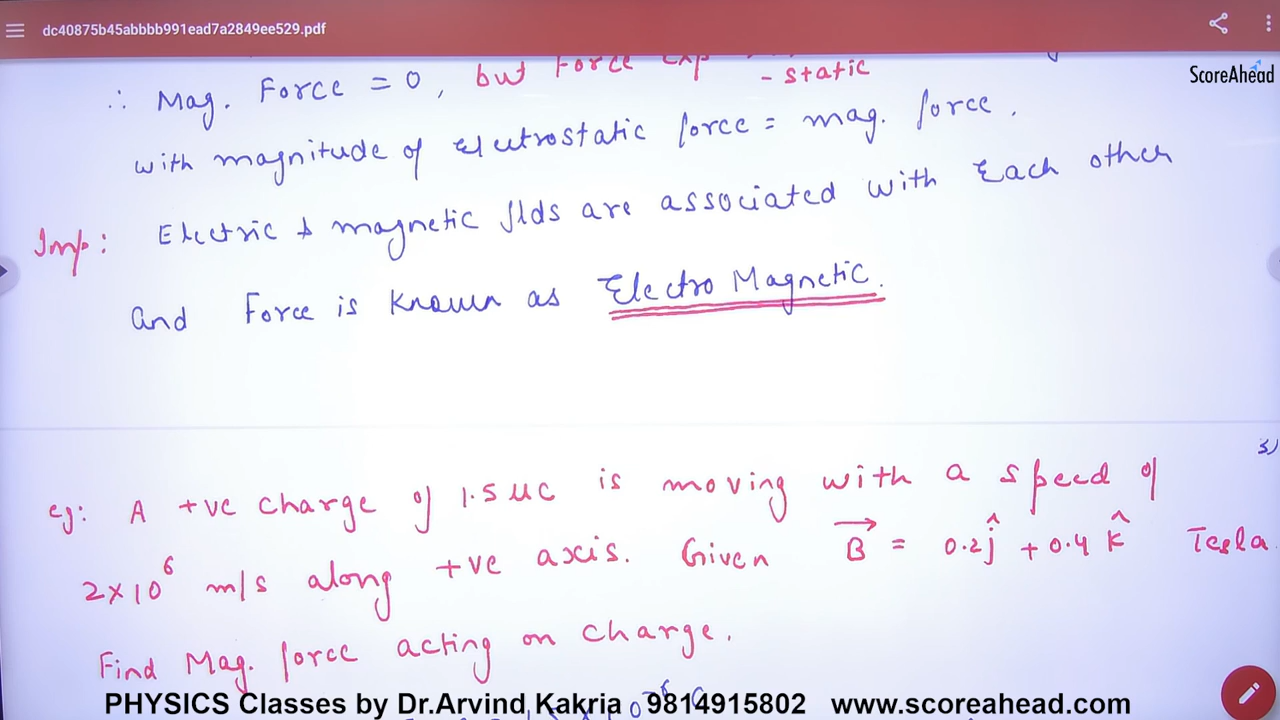 dc40875b45abbbb991ead7a2849ee529.pdf
ScoreAhead
∴ Mag. Force = 0, but Force
- static
with magnitude of Electrostatic force = mag. force.
Imp: Electric & magnetic flds are associated with Each other
and Force is known as Electro Magnetic.
3)
eg: A +ve charge of 1.5 μC is moving with a speed of
2×10⁶ m/s along +ve axis. Given B⃗ = 0.2ĵ + 0.4 k̂ Tesla.
Find Mag. force acting on charge.
PHYSICS Classes by Dr.Arvind Kakria 9814915802 www.scoreahead.com